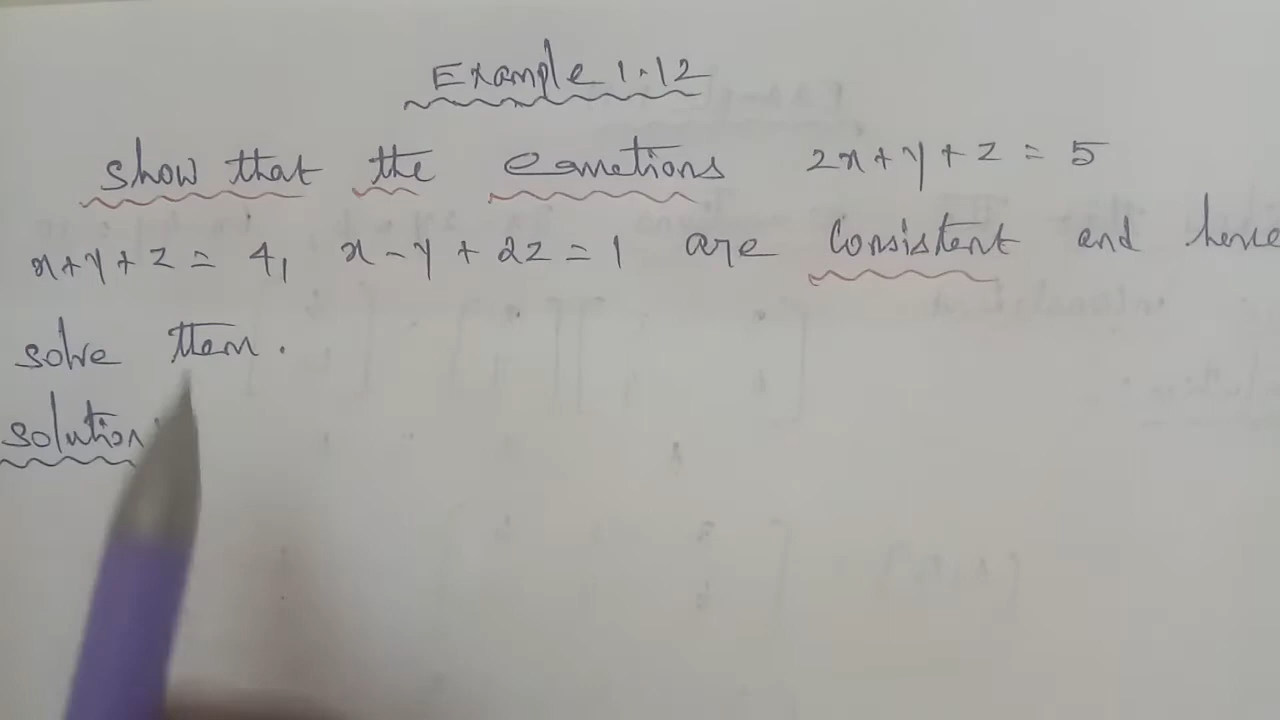 Example 1.12
show that the equations 2x+y+z = 5
x+y+z = 4, x-y+2z = 1 are consistent and hence
solve them.
solution